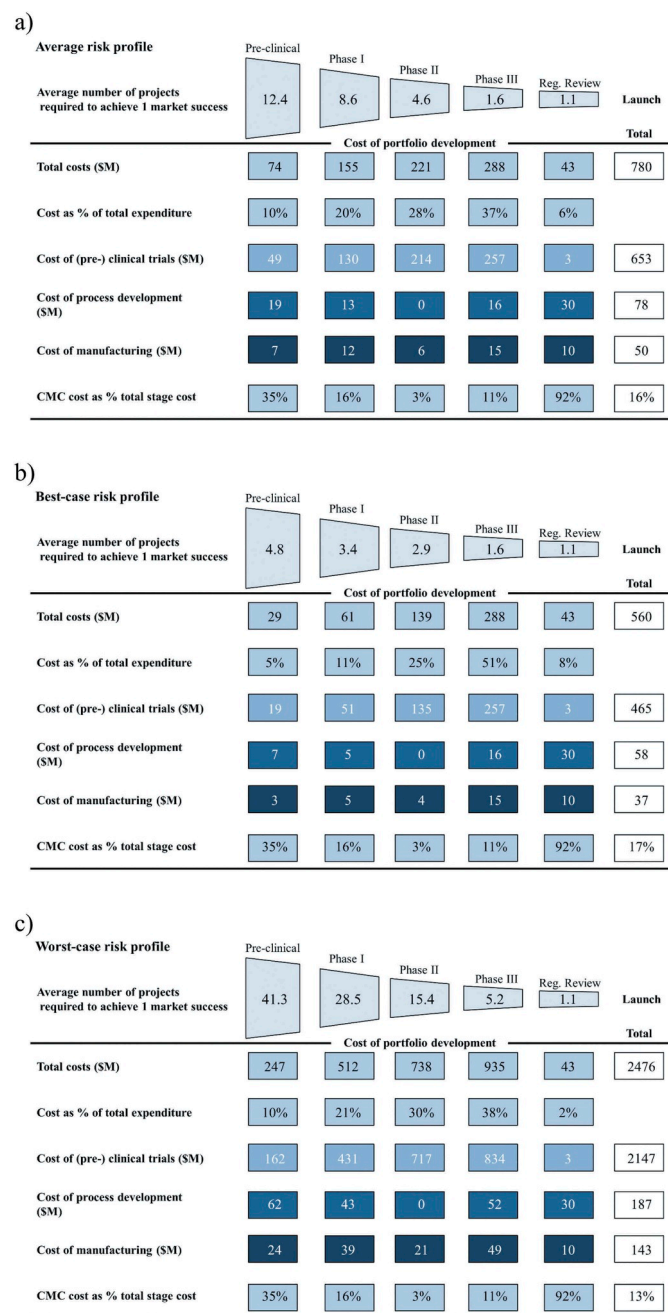 a)
Average risk profile
Pre-clinical
Phase I
Phase II
Phase III
Reg. Review
Average number of projects
required to achieve 1 market success
12.4 8.6 4.6 1.6 1.1 Launch
Total
Cost of portfolio development
Total costs ($M) 74 155 221 288 43 780
Cost as % of total expenditure 10% 20% 28% 37% 6%
Cost of (pre-) clinical trials ($M) 49 130 214 257 3 653
Cost of process development
($M) 19 13 0 16 30 78
Cost of manufacturing ($M) 7 12 6 15 10 50
CMC cost as % total stage cost 35% 16% 3% 11% 92% 16%
b)
Best-case risk profile
Pre-clinical
Phase I
Phase II
Phase III
Reg. Review
Average number of projects
required to achieve 1 market success
4.8 3.4 2.9 1.6 1.1 Launch
Total
Cost of portfolio development
Total costs ($M) 29 61 139 288 43 560
Cost as % of total expenditure 5% 11% 25% 51% 8%
Cost of (pre-) clinical trials ($M) 19 51 135 257 3 465
Cost of process development
($M) 7 5 0 16 30 58
Cost of manufacturing ($M) 3 5 4 15 10 37
CMC cost as % total stage cost 35% 16% 3% 11% 92% 17%
c)
Worst-case risk profile
Pre-clinical
Phase I
Phase II
Phase III
Reg. Review
Average number of projects
required to achieve 1 market success
41.3 28.5 15.4 5.2 1.1 Launch
Total
Cost of portfolio development
Total costs ($M) 247 512 738 935 43 2476
Cost as % of total expenditure 10% 21% 30% 38% 2%
Cost of (pre-) clinical trials ($M) 162 431 717 834 3 2147
Cost of process development
($M) 62 43 0 52 30 187
Cost of manufacturing ($M) 24 39 21 49 10 143
CMC cost as % total stage cost 35% 16% 3% 11% 92% 13%